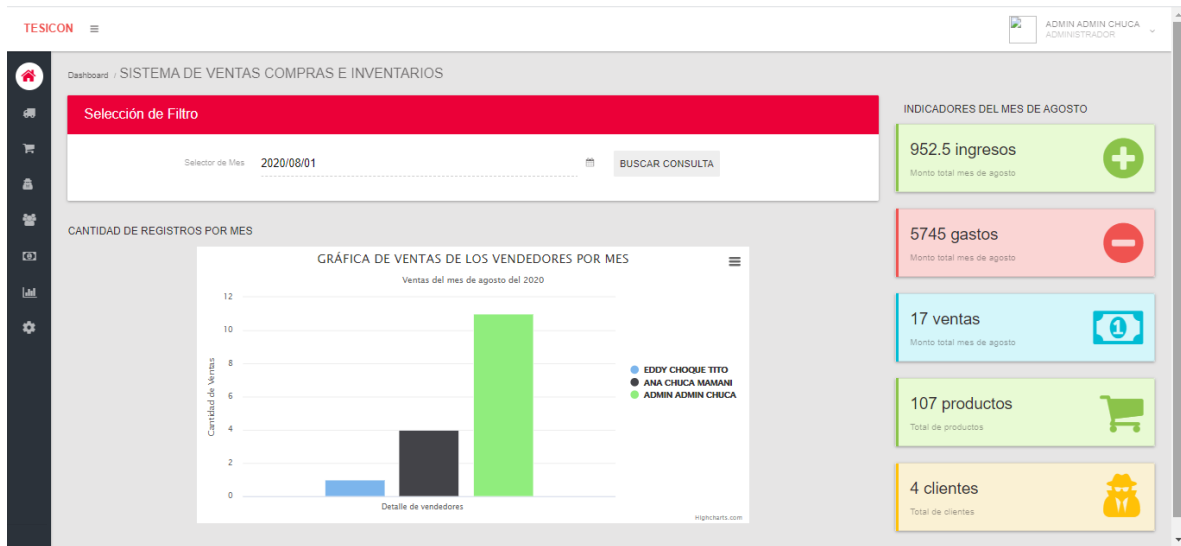 TESICON
ADMIN ADMIN CHUCA
ADMINISTRADOR
Dashboard / SISTEMA DE VENTAS COMPRAS E INVENTARIOS
Selección de Filtro
Selector de Mes 2020/08/01 BUSCAR CONSULTA
CANTIDAD DE REGISTROS POR MES
GRÁFICA DE VENTAS DE LOS VENDEDORES POR MES
Ventas del mes de agosto del 2020
Cantidad de Ventas
12
10
8
6
4
2
0
Detalle de vendedores
EDDY CHOQUE TITO
ANA CHUCA MAMANI
ADMIN ADMIN CHUCA
Highcharts.com
INDICADORES DEL MES DE AGOSTO
952.5 ingresos
Monto total mes de agosto
5745 gastos
Monto total mes de agosto
17 ventas
Monto total mes de agosto
1
107 productos
Total de productos
4 clientes
Total de clientes